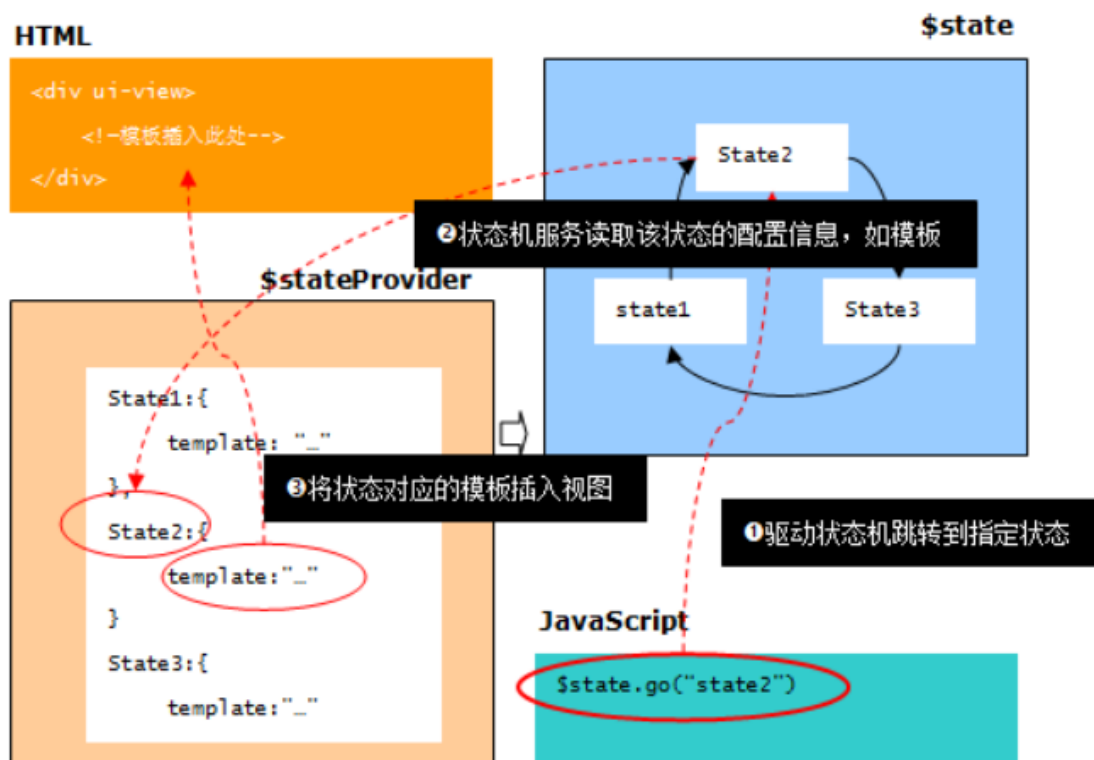 HTML
<div ui-view>
<!—模板插入此处-->
</div>
$state
State2
state1
State3
❷状态机服务读取该状态的配置信息，如模板
$stateProvider
State1:{
template: "…"
},
State2:{
template:"…"
}
State3:{
template:"…"
❸将状态对应的模板插入视图
❶驱动状态机跳转到指定状态
JavaScript
$state.go("state2")